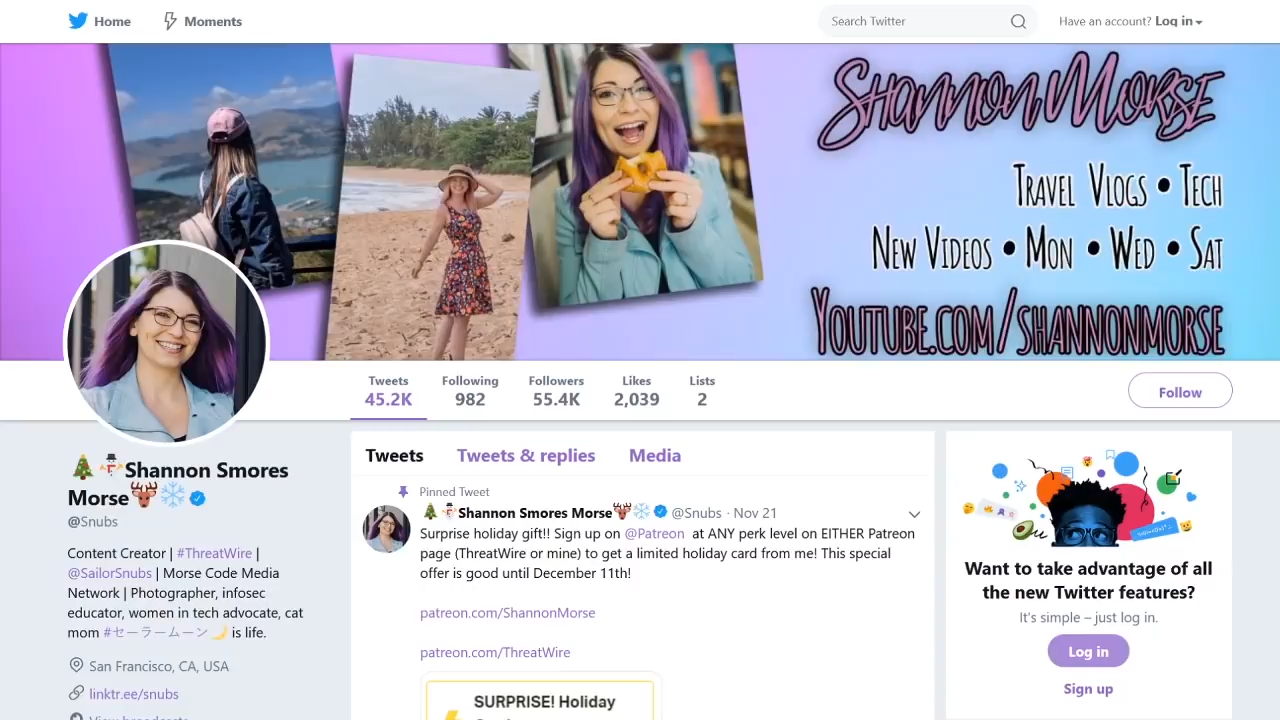 Home
Moments
Search Twitter
Have an account? Log in
Shannon Morse
Travel Vlogs • Tech
New Videos • Mon • Wed • Sat
Youtube.com/shannonmorse
Tweets
45.2K
Following
982
Followers
55.4K
Likes
2,039
Lists
2
Follow
🎄⛄Shannon Smores
Morse🦌❄️
@Snubs
Content Creator | #ThreatWire |
@SailorSnubs | Morse Code Media
Network | Photographer, infosec
educator, women in tech advocate, cat
mom #セーラームーン🌙 is life.
San Francisco, CA, USA
linktr.ee/snubs
View broadcasts
Tweets
Tweets & replies
Media
Pinned Tweet
🎄⛄Shannon Smores Morse🦌❄️ @Snubs · Nov 21
Surprise holiday gift!! Sign up on @Patreon at ANY perk level on EITHER Patreon
page (ThreatWire or mine) to get a limited holiday card from me! This special
offer is good until December 11th!
patreon.com/ShannonMorse
patreon.com/ThreatWire
SURPRISE! Holiday
Want to take advantage of all
the new Twitter features?
It's simple – just log in.
Log in
Sign up